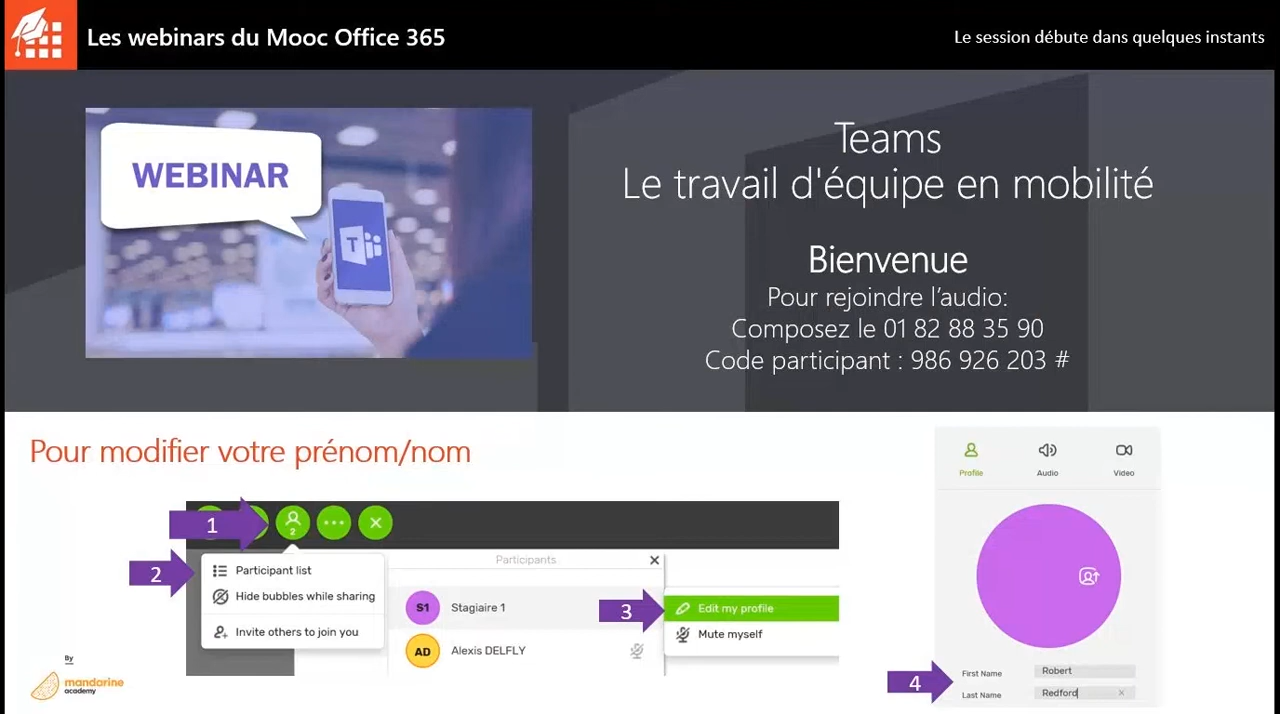 Les webinars du Mooc Office 365
Le session débute dans quelques instants
WEBINAR
T
Teams
Le travail d'équipe en mobilité
Bienvenue
Pour rejoindre l’audio:
Composez le 01 82 88 35 90
Code participant : 986 926 203 #
Pour modifier votre prénom/nom
1
2
2
Participant list
Hide bubbles while sharing
Invite others to join you
Participants
S1 Stagiaire 1
AD Alexis DELFLY
3
Edit my profile
Mute myself
Profile Audio Video
4
First Name Robert
Last Name Redford
By
mandarine
academy